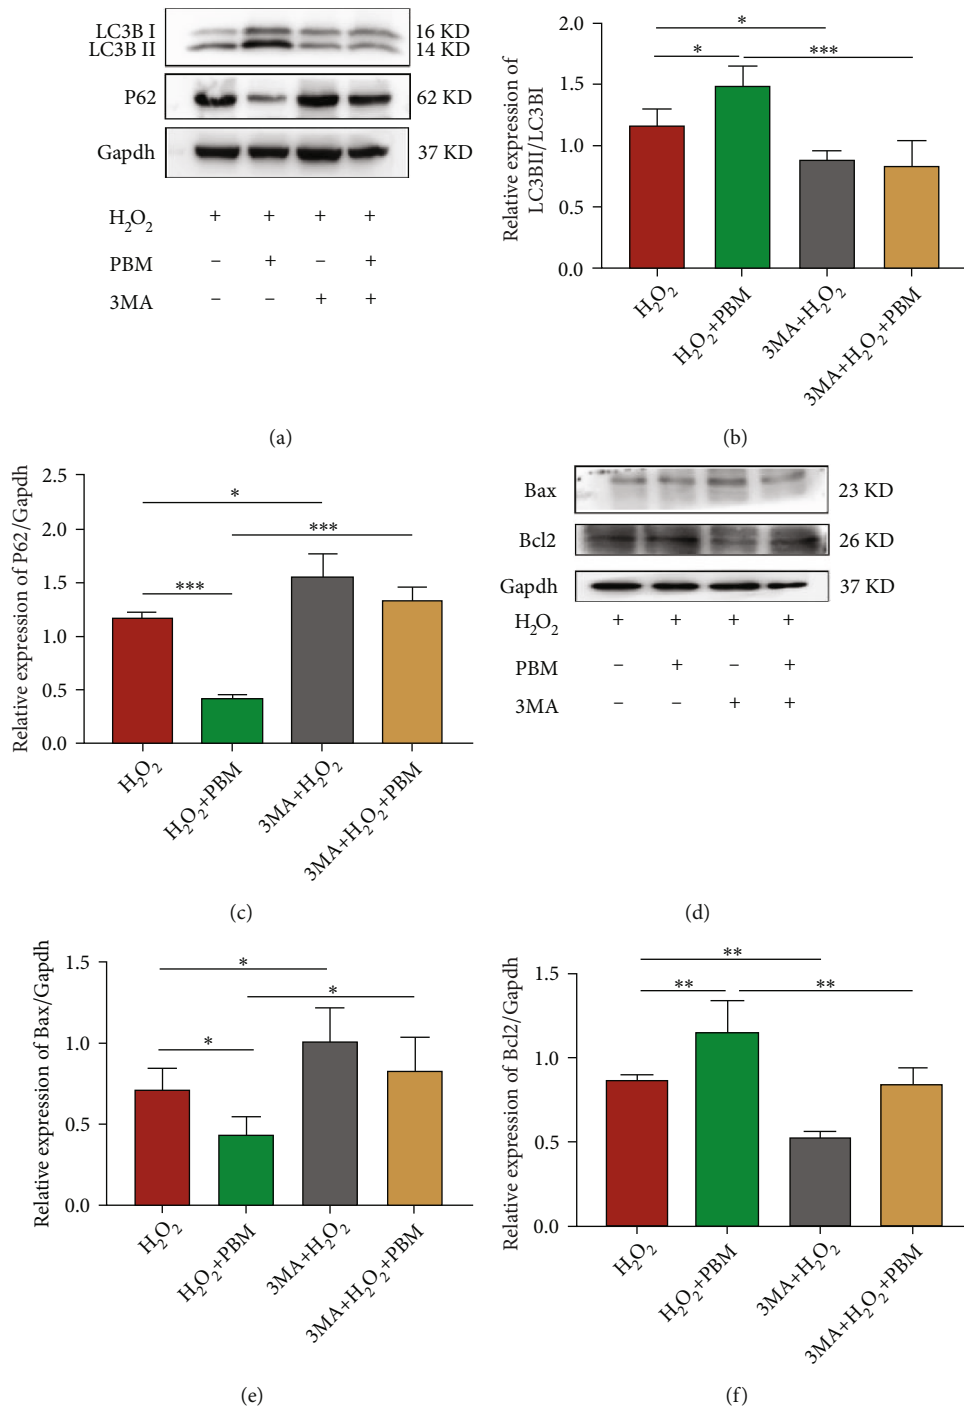 LC3B I 16 KD
LC3B II 14 KD
P62 62 KD
Gapdh 37 KD
H₂O₂ + + + +
PBM − + − +
3MA − − + +
(a)
Relative expression of
LC3BII/LC3BI
2.0
1.5
1.0
0.5
0.0
*
* ***
H₂O₂
H₂O₂+PBM
3MA+H₂O₂
3MA+H₂O₂+PBM
(b)
Relative expression of P62/Gapdh
2.5
2.0
1.5
1.0
0.5
0.0
*
***
***
H₂O₂
H₂O₂+PBM
3MA+H₂O₂
3MA+H₂O₂+PBM
(c)
Bax 23 KD
Bcl2 26 KD
Gapdh 37 KD
H₂O₂ + + + +
PBM − + − +
3MA − − + +
(d)
Relative expression of Bax/Gapdh
1.5
1.0
0.5
0.0
*
*
*
H₂O₂
H₂O₂+PBM
3MA+H₂O₂
3MA+H₂O₂+PBM
(e)
Relative expression of Bcl2/Gapdh
1.5
1.0
0.5
0.0
**
** **
H₂O₂
H₂O₂+PBM
3MA+H₂O₂
3MA+H₂O₂+PBM
(f)